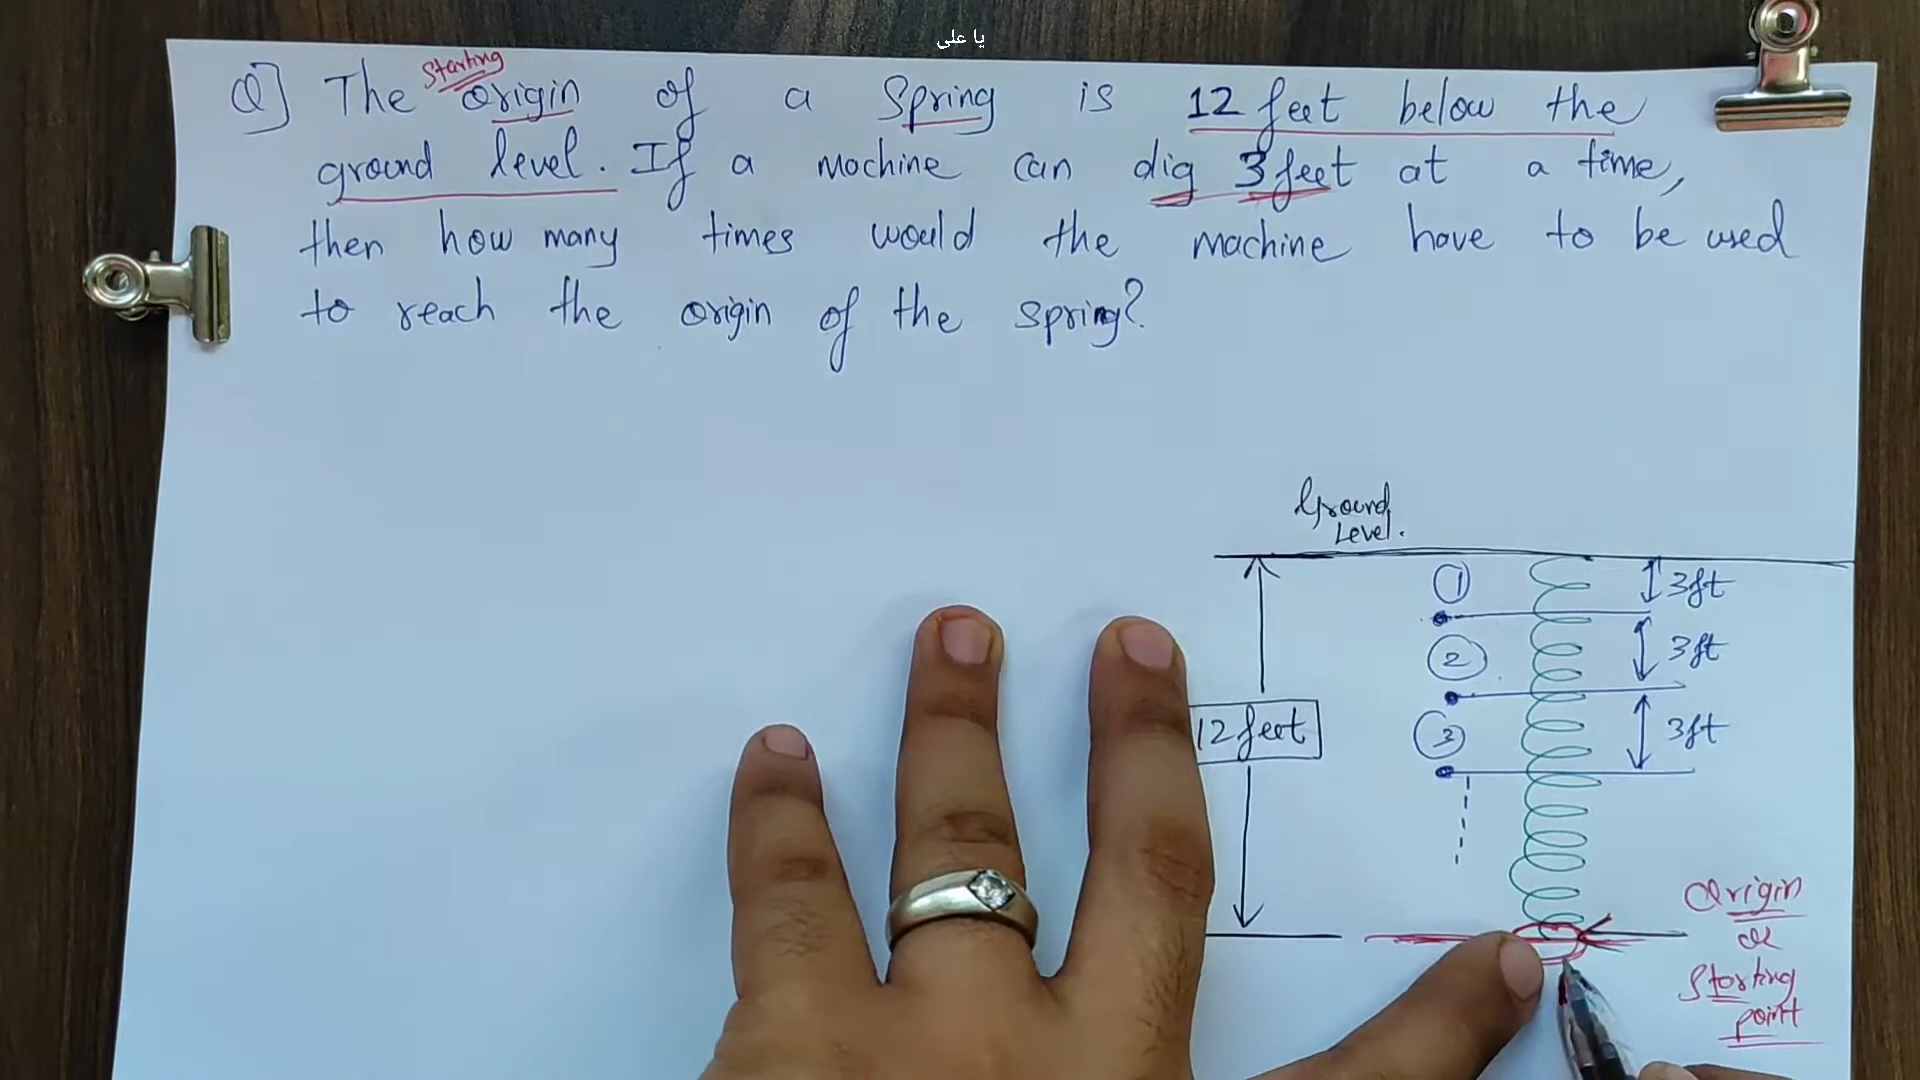 یا علی
Starting
Q] The origin of a spring is 12 feet below the
ground level. If a machine can dig 3 feet at a time,
then how many times would the machine have to be used
to reach the origin of the spring?
Ground
Level.
1 3ft
2 3ft
12 feet
3 3ft
Origin
or
Starting
point